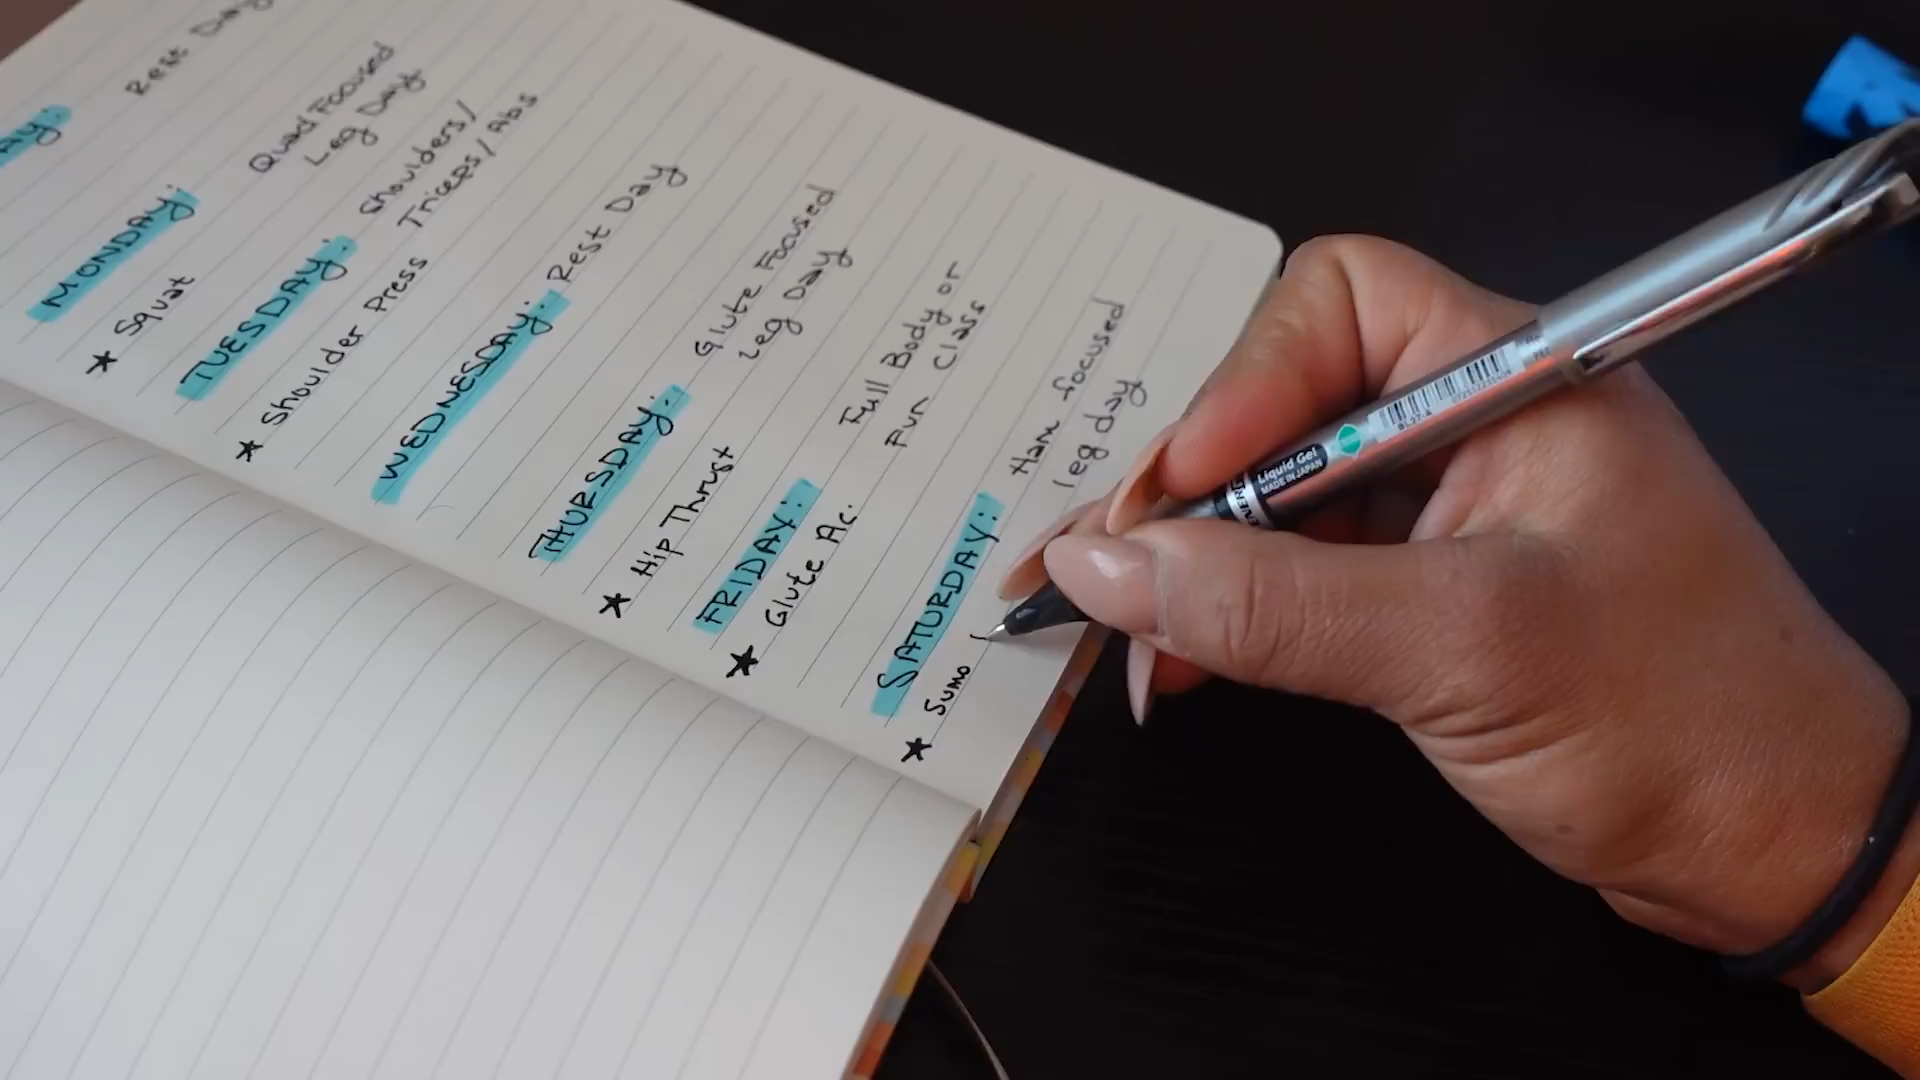 AY: Rest Day
MONDAY: Quad Focused
Leg Day
★ Squat
TUESDAY: Shoulders/
Triceps/Abs
★ Shoulder Press
WEDNESDAY: Rest Day
THURSDAY: Glute Focused
Leg Day
★ Hip Thrust
FRIDAY: Full Body or
Fun Class
★ Glute Ac.
SATURDAY: Ham focused
leg day
★ Sumo
Liquid Gel
MADE IN JAPAN
ENER